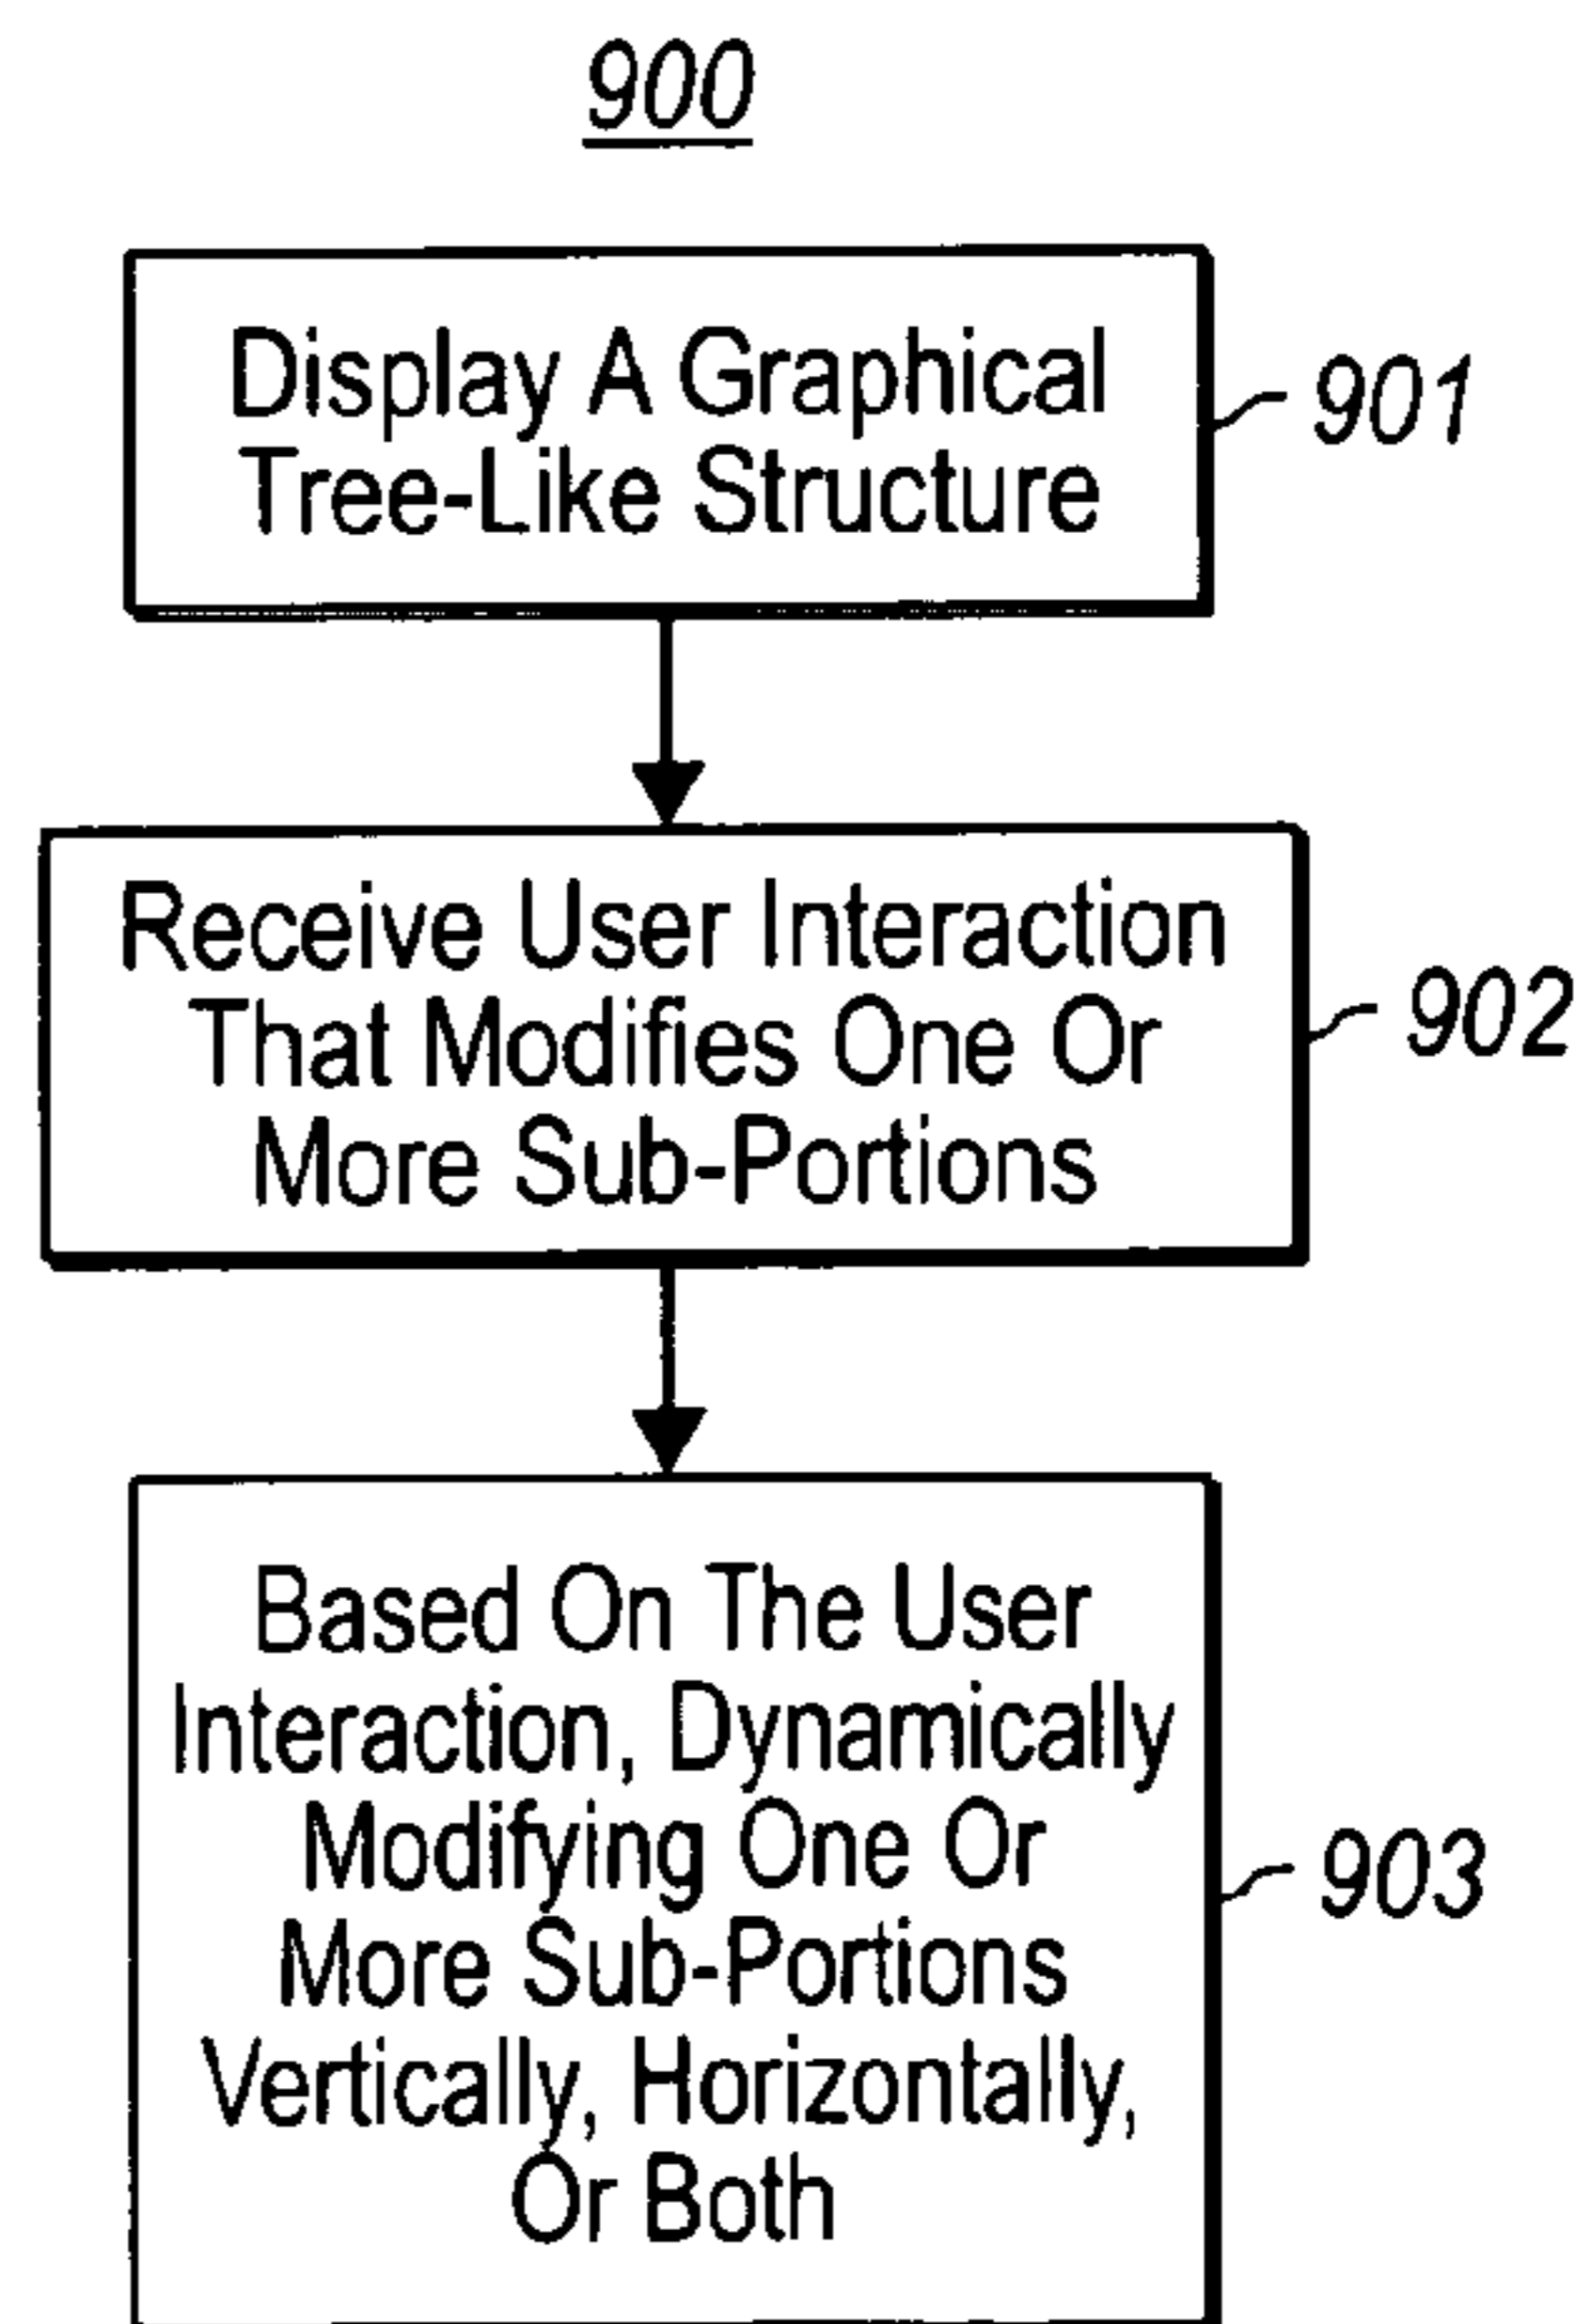 900
Display A Graphical
Tree-Like Structure
901
Receive User Interaction
That Modifies One Or
More Sub-Portions
902
Based On The User
Interaction, Dynamically
Modifying One Or
More Sub-Portions
Vertically, Horizontally,
Or Both
903